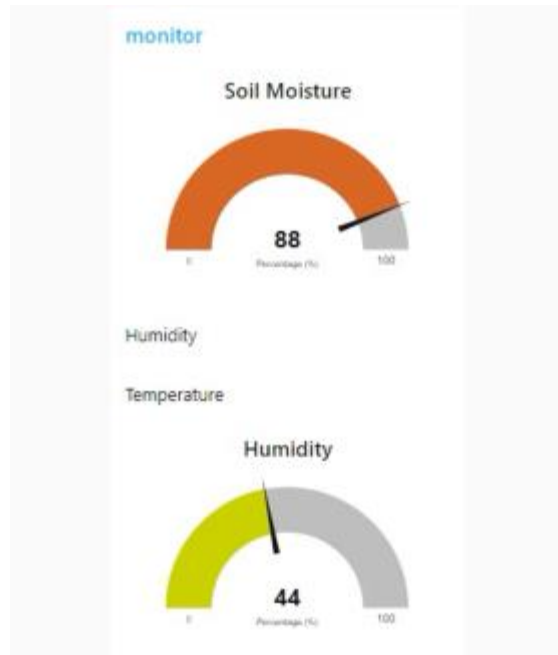 monitor
Soil Moisture
88
Percentage (%)
0 100
Humidity
Temperature
Humidity
44
Percentage (%)
0 100